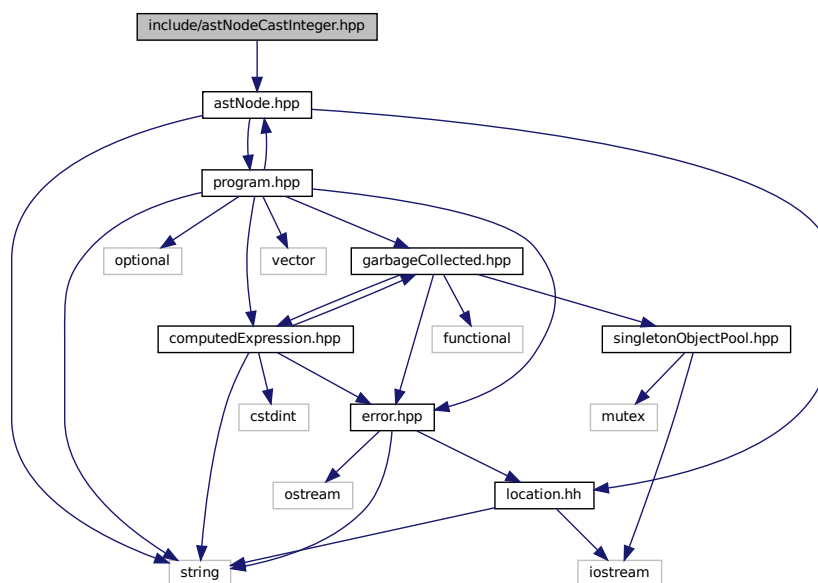 include/astNodeCastInteger.hpp
astNode.hpp
program.hpp
optional
vector
garbageCollected.hpp
computedExpression.hpp
functional
singletonObjectPool.hpp
cstdint
error.hpp
mutex
ostream
location.hh
string
iostream